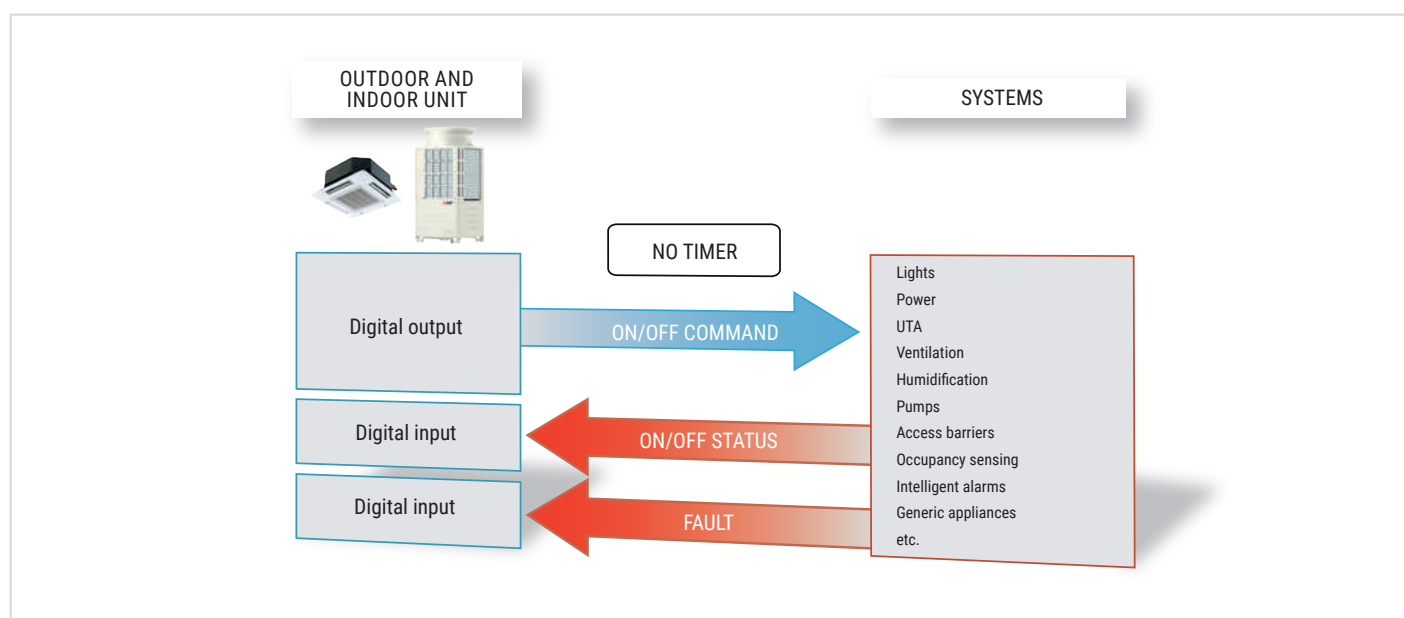 OUTDOOR AND
INDOOR UNIT
SYSTEMS
NO TIMER
Digital output
ON/OFF COMMAND
Digital input
ON/OFF STATUS
Digital input
FAULT
Lights
Power
UTA
Ventilation
Humidification
Pumps
Access barriers
Occupancy sensing
Intelligent alarms
Generic appliances
etc.